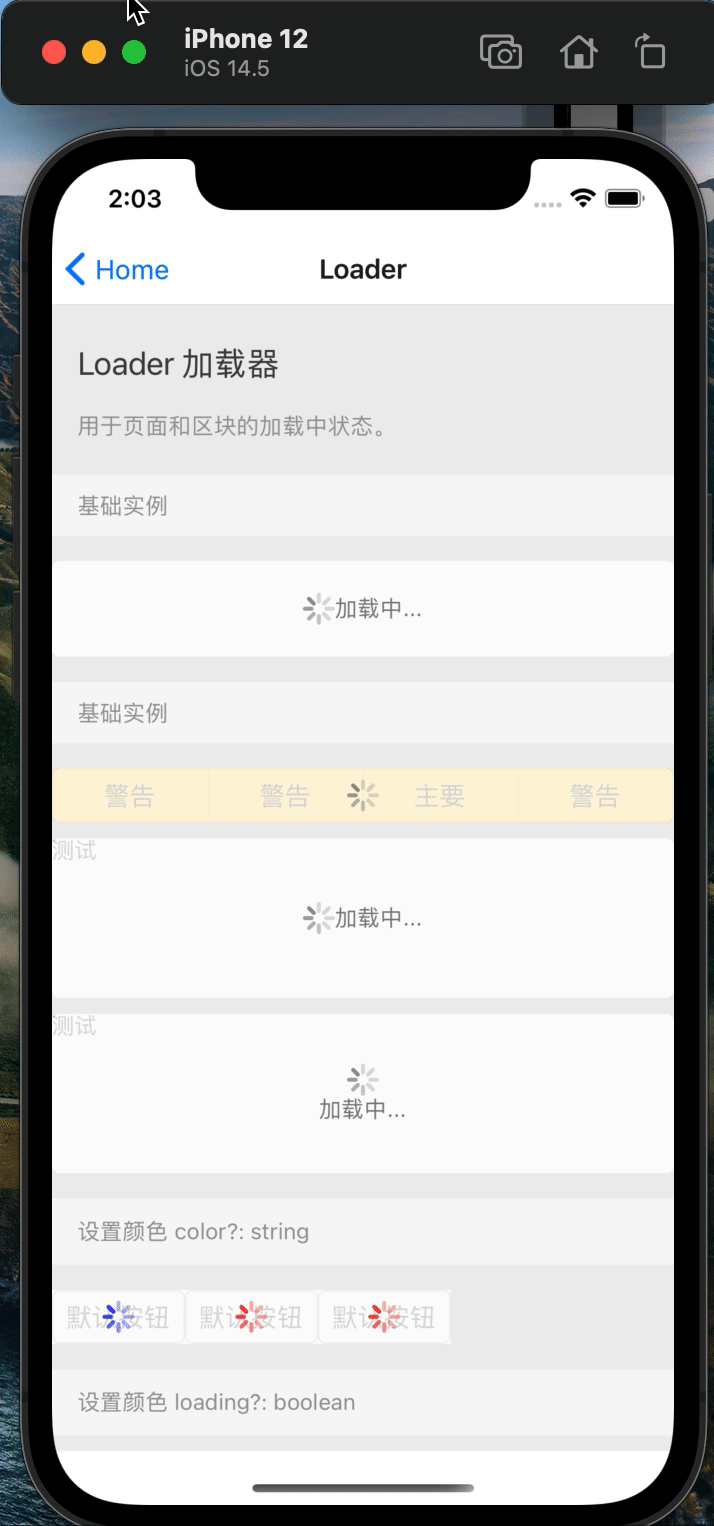 iPhone 12
iOS 14.5
2:03
Home
Loader
Loader 加载器
用于页面和区块的加载中状态。
基础实例
加载中...
基础实例
警告 警告 主要 警告
测试
加载中...
测试
加载中...
设置颜色 color?: string
默认按钮 默认按钮 默认按钮
设置颜色 loading?: boolean